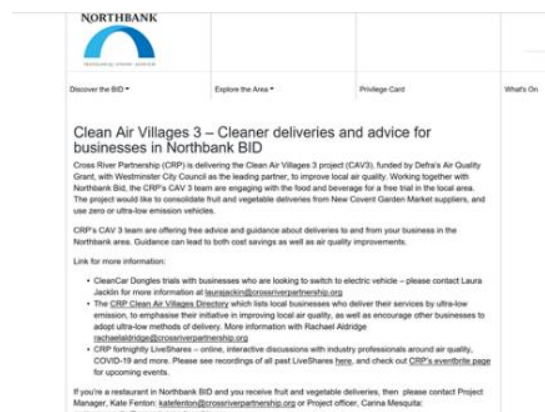 NORTHBANK
Discover the BID
Explore the Area
Privilege Card
What's On
Clean Air Villages 3 – Cleaner deliveries and advice for
businesses in Northbank BID
Cross River Partnership (CRP) is delivering the Clean Air Villages 3 project (CAV3), funded by Defra's Air Quality
Grant, with Westminster City Council as the leading partner, to improve local air quality. Working together with
Northbank Bid, the CRP's CAV 3 team are engaging with the food and beverage for a free trial in the local area.
The project would like to consolidate fruit and vegetable deliveries from New Covent Garden Market suppliers, and
use zero or ultra-low emission vehicles.
CRP's CAV 3 team are offering free advice and guidance about deliveries to and from your business in the
Northbank area. Guidance can lead to both cost savings as well as air quality improvements.
Link for more information:
• CleanCar Dongles trials with businesses who are looking to switch to electric vehicle – please contact Laura
Jacklin for more information at laurajackin@crossriverpartnership.org
• The CRP Clean Air Villages Directory which lists local businesses who deliver their services by ultra-low
emission, to emphasise their initiative in improving local air quality, as well as encourage other businesses to
adopt ultra-low methods of delivery. More information with Rachael Aldridge
rachaelaldridge@crossriverpartnership.org
• CRP fortnightly LiveShares – online, interactive discussions with industry professionals around air quality,
COVID-19 and more. Please see recordings of all past LiveShares here, and check out CRP's eventbrite page
for upcoming events.
If you're a restaurant in Northbank BID and you receive fruit and vegetable deliveries, then please contact Project
Manager, Kate Fenton: katefenton@crossriverpartnership.org or Project officer, Carina Mesquita: